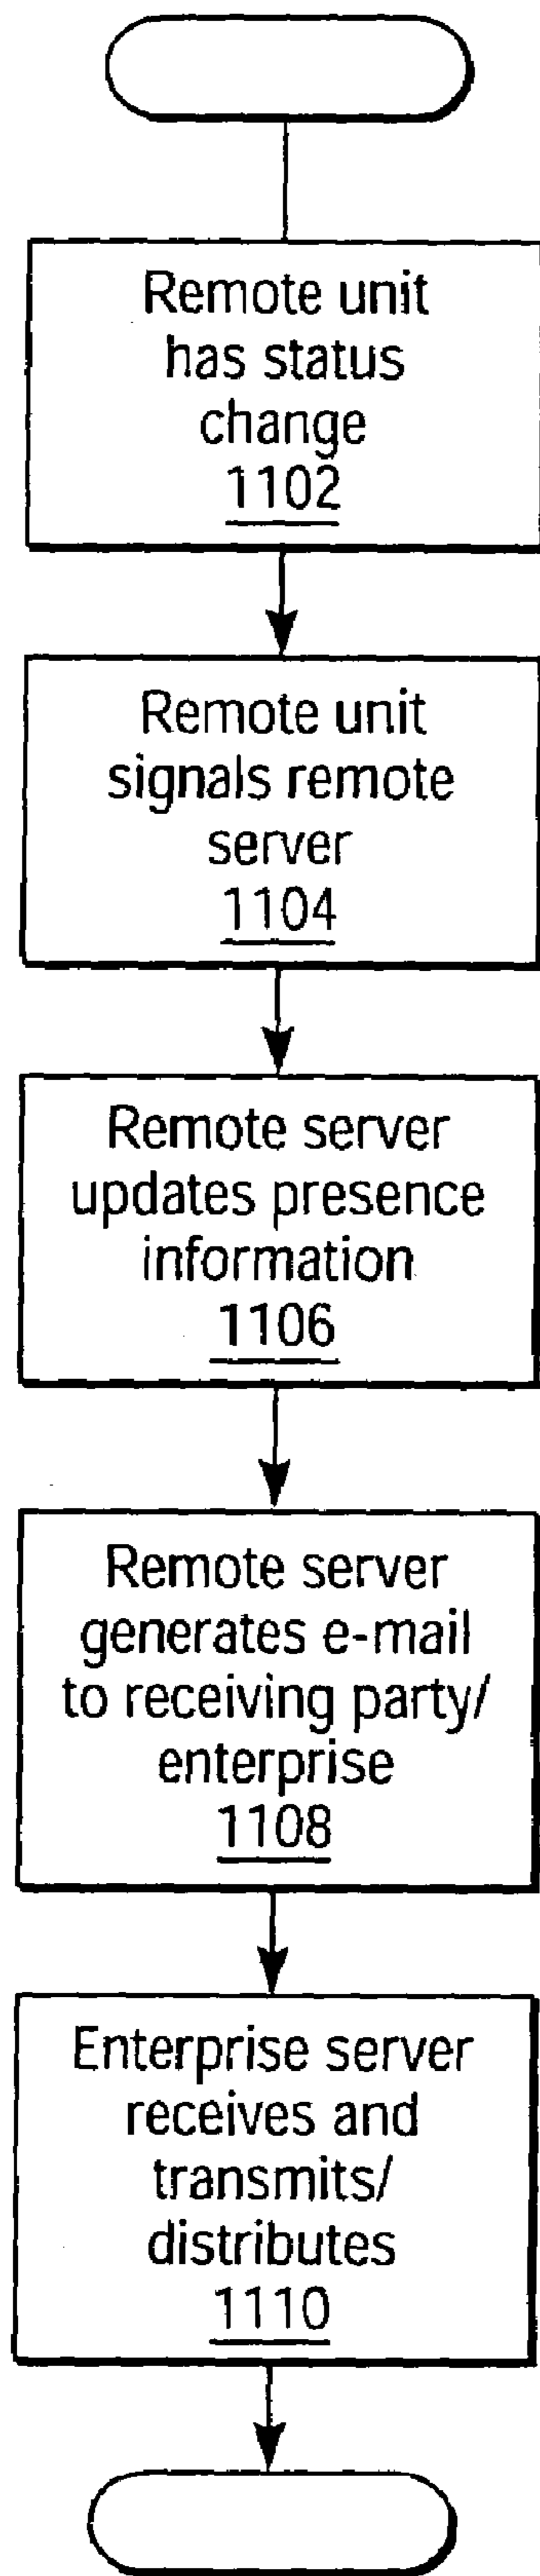 Remote unit
has status
change
1102
Remote unit
signals remote
server
1104
Remote server
updates presence
information
1106
Remote server
generates e-mail
to receiving party/
enterprise
1108
Enterprise server
receives and
transmits/
distributes
1110